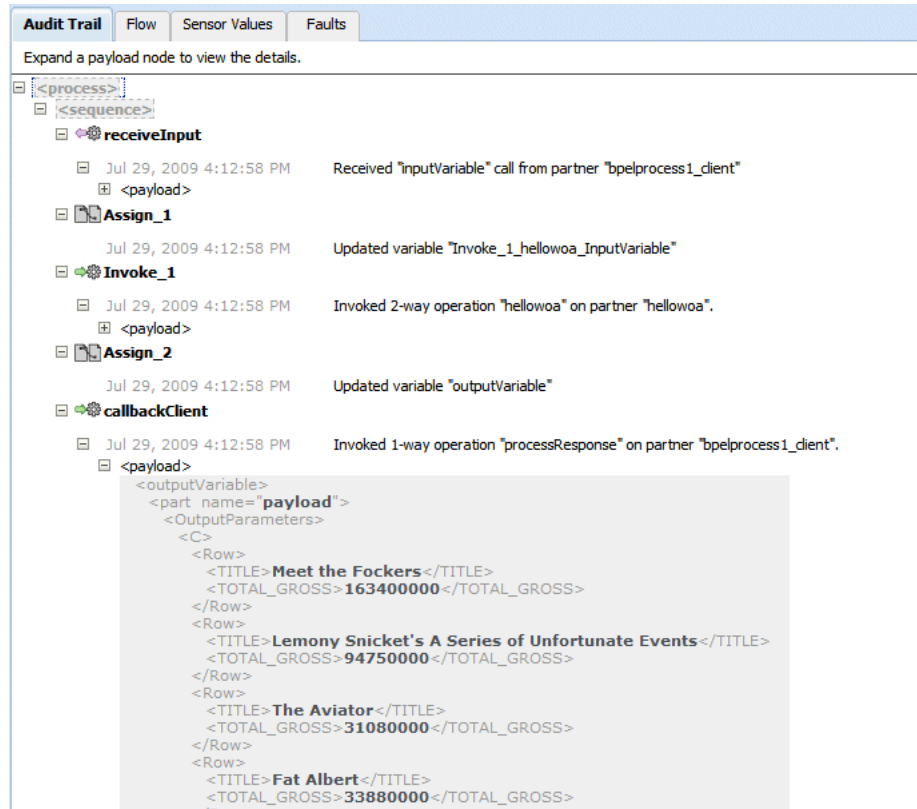 Audit Trail Flow Sensor Values Faults
Expand a payload node to view the details.
<process>
<sequence>
receiveInput
Jul 29, 2009 4:12:58 PM Received "inputVariable" call from partner "bpelprocess1_client"
<payload>
Assign_1
Jul 29, 2009 4:12:58 PM Updated variable "Invoke_1_hellowoa_InputVariable"
Invoke_1
Jul 29, 2009 4:12:58 PM Invoked 2-way operation "hellowoa" on partner "hellowoa".
<payload>
Assign_2
Jul 29, 2009 4:12:58 PM Updated variable "outputVariable"
callbackClient
Jul 29, 2009 4:12:58 PM Invoked 1-way operation "processResponse" on partner "bpelprocess1_client".
<payload>
<outputVariable>
<part name="payload">
<OutputParameters>
<C>
<Row>
<TITLE>Meet the Fockers</TITLE>
<TOTAL_GROSS>163400000</TOTAL_GROSS>
</Row>
<Row>
<TITLE>Lemony Snicket's A Series of Unfortunate Events</TITLE>
<TOTAL_GROSS>94750000</TOTAL_GROSS>
</Row>
<Row>
<TITLE>The Aviator</TITLE>
<TOTAL_GROSS>31080000</TOTAL_GROSS>
</Row>
<Row>
<TITLE>Fat Albert</TITLE>
<TOTAL_GROSS>33880000</TOTAL_GROSS>